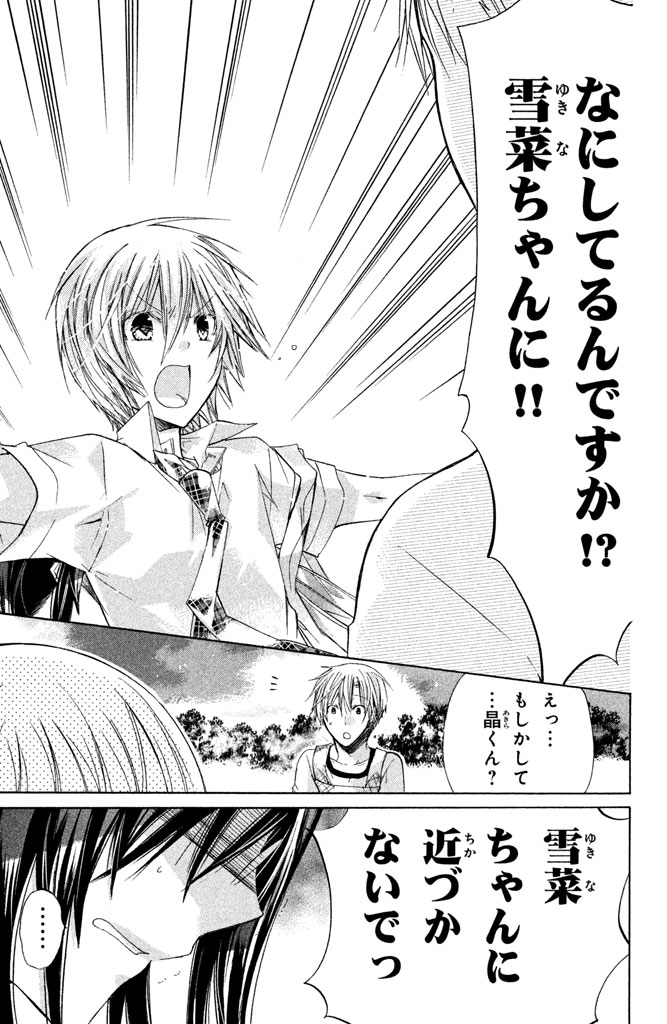 なにしてるんですか!?
雪菜ちゃんに!!
えっ…
もしかして
…晶くん?
雪菜
ちゃんに
近づか
ないでっ
……